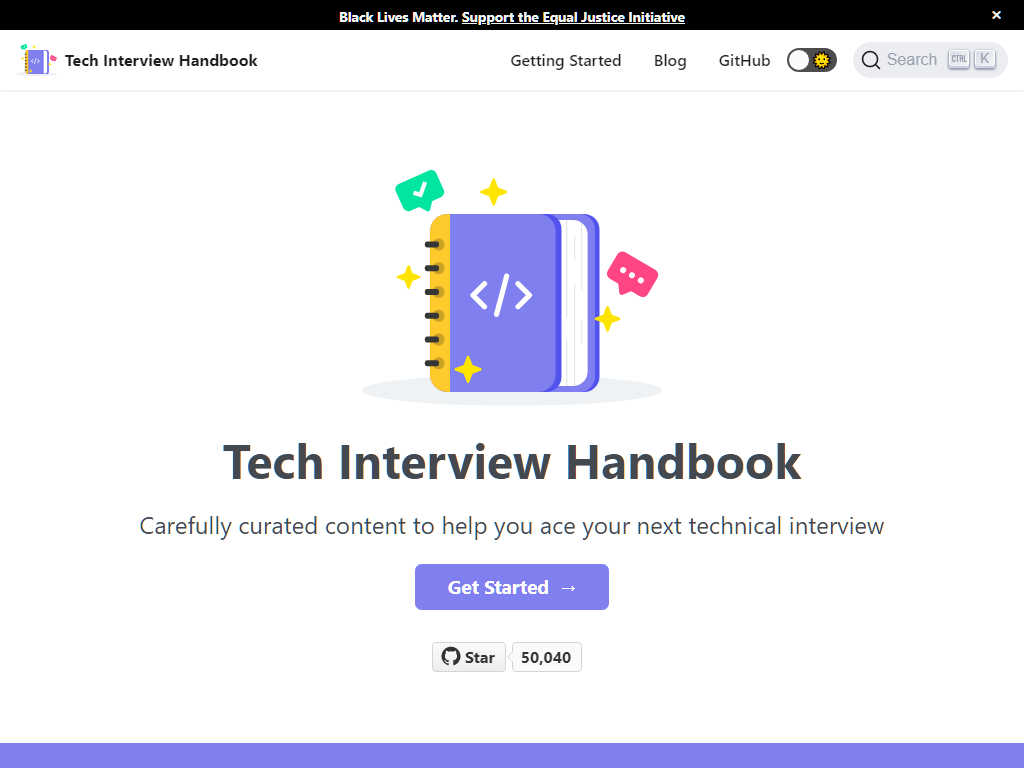 Black Lives Matter. Support the Equal Justice Initiative ×
Tech Interview Handbook Getting Started Blog GitHub Search CTRL K
</>
Tech Interview Handbook
Carefully curated content to help you ace your next technical interview
Get Started →
Star 50,040